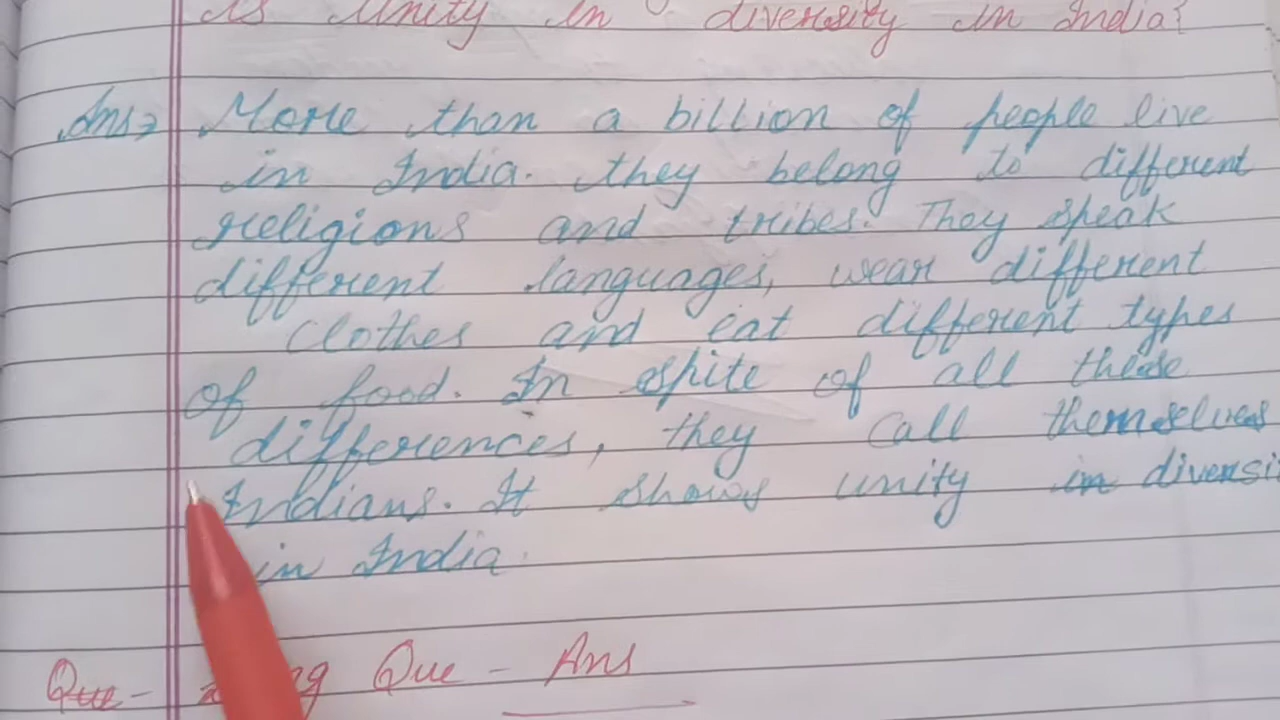 is Unity in diversity in India?
Ans→ More than a billion of people live
in India. they belong to different
religions and tribes. They speak
different languages, wear different
clothes and eat different types
of food. In spite of all these
differences, they call themselves
Indians. It shows unity in diversi
in India.
Que- Que - Ans